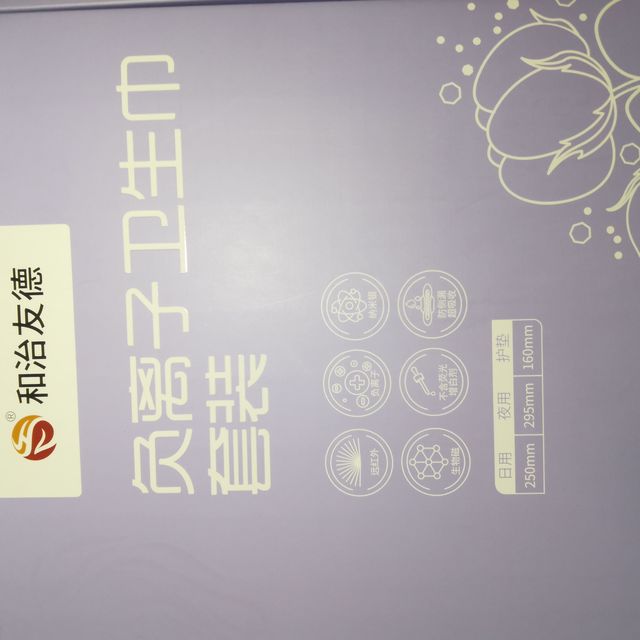 和治友德®
负离子卫生巾
套装
远红外
负离子
纳米银
生物磁
不含荧光
增白剂
防侧漏
超吸收
日用 夜用 护垫
250mm 295mm 160mm